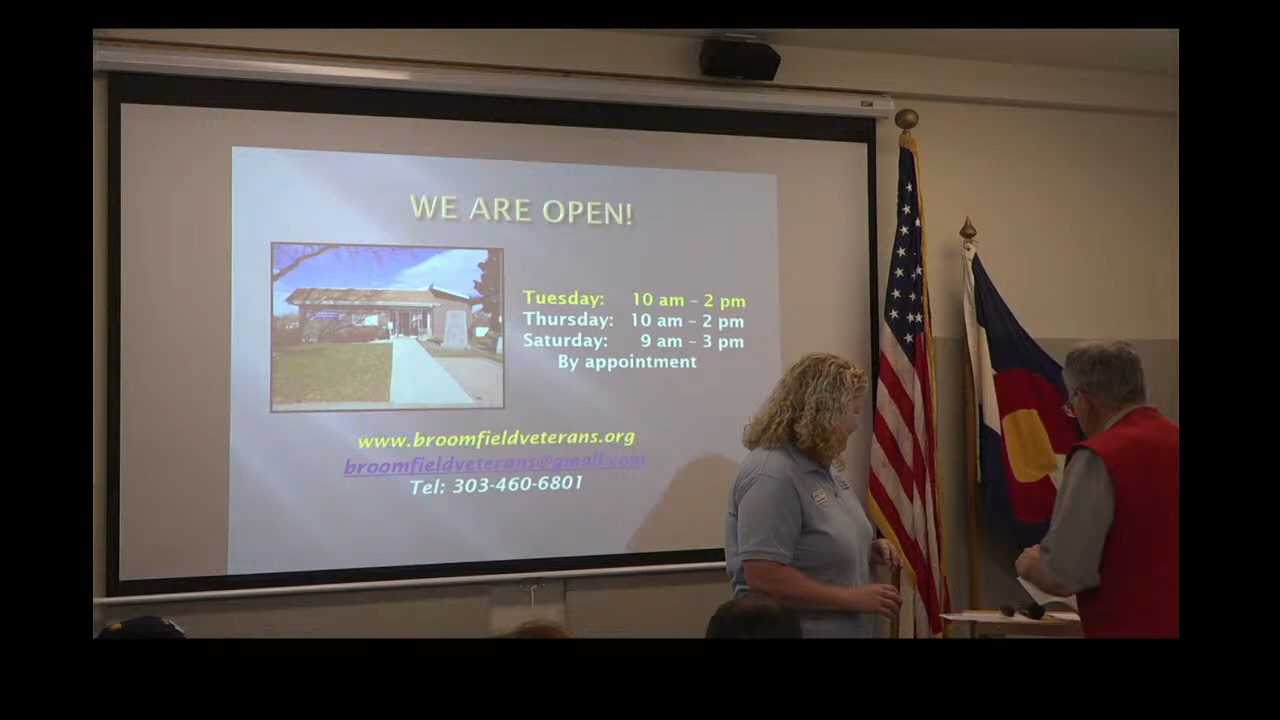 WE ARE OPEN!
Tuesday: 10 am – 2 pm
Thursday: 10 am – 2 pm
Saturday: 9 am – 3 pm
By appointment
www.broomfieldveterans.org
broomfieldveterans@gmail.com
Tel: 303-460-6801